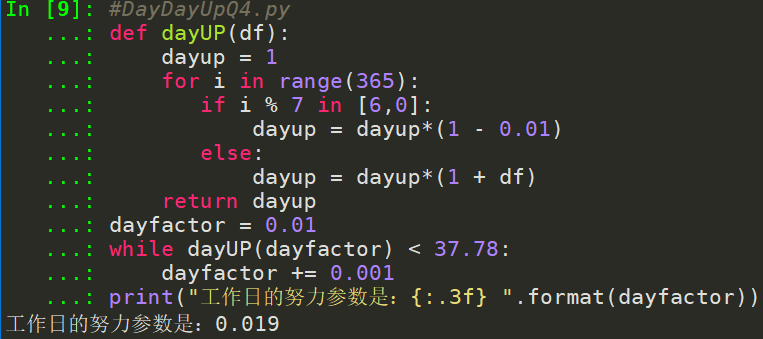 In [9]: #DayDayUpQ4.py
   ...: def dayUP(df):
   ...:     dayup = 1
   ...:     for i in range(365):
   ...:        if i % 7 in [6,0]:
   ...:            dayup = dayup*(1 - 0.01)
   ...:        else:
   ...:            dayup = dayup*(1 + df)
   ...:     return dayup
   ...: dayfactor = 0.01
   ...: while dayUP(dayfactor) < 37.78:
   ...:     dayfactor += 0.001
   ...: print("工作日的努力参数是：{:.3f} ".format(dayfactor))
工作日的努力参数是：0.019